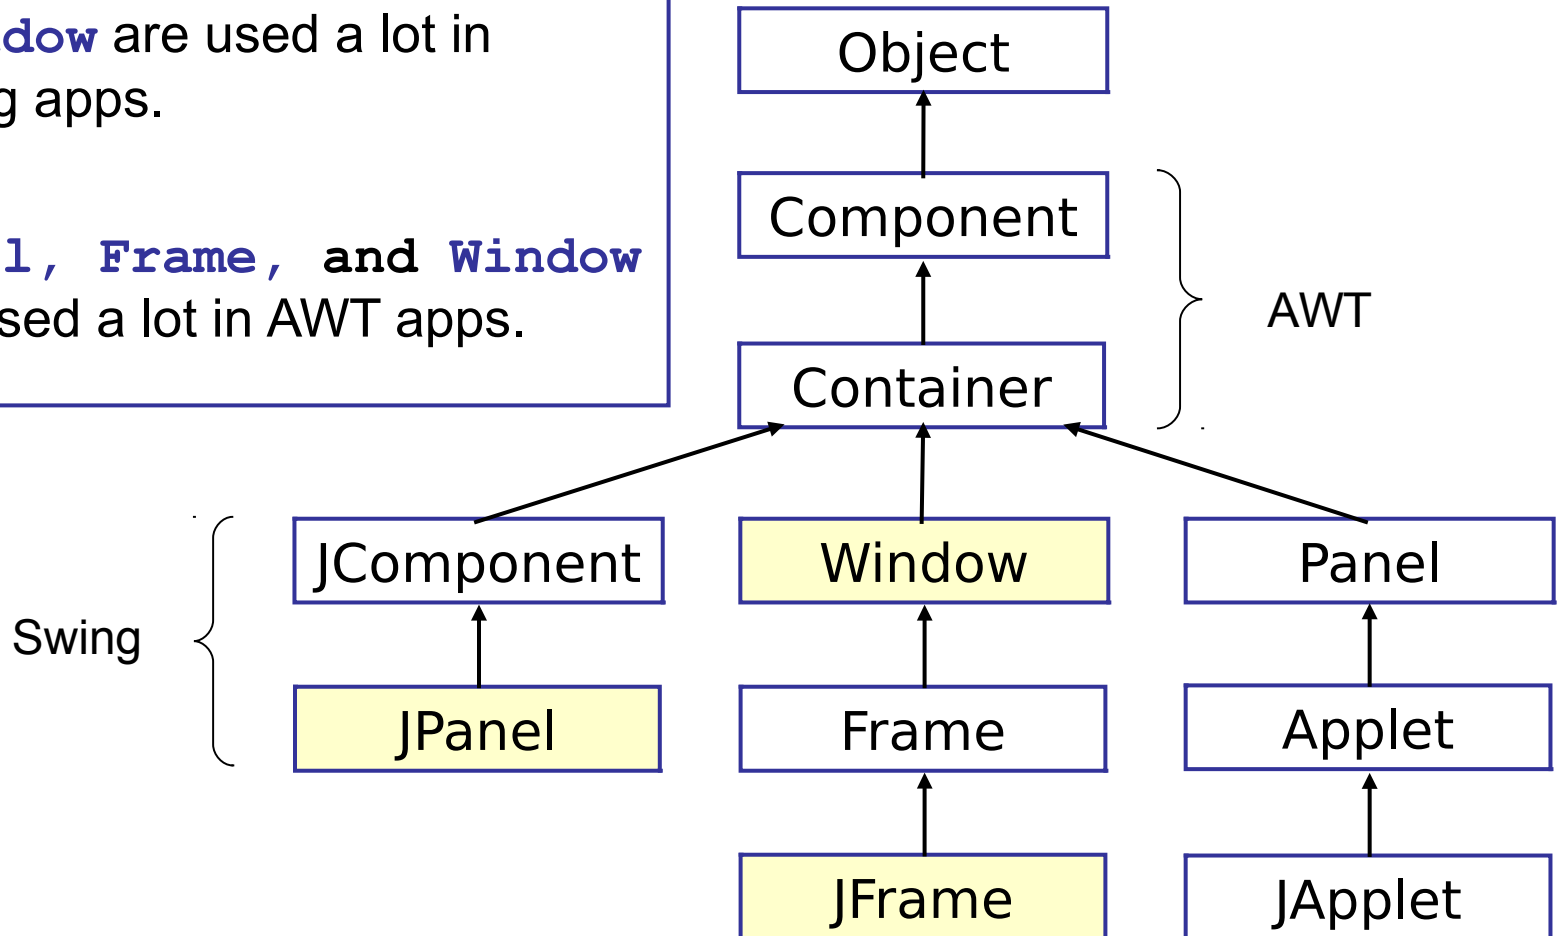 dow are used a lot in
g apps.
l, Frame, and Window
sed a lot in AWT apps.
Object
Component
AWT
Container
JComponent
Window
Panel
Swing
JPanel
Frame
Applet
JFrame
JApplet